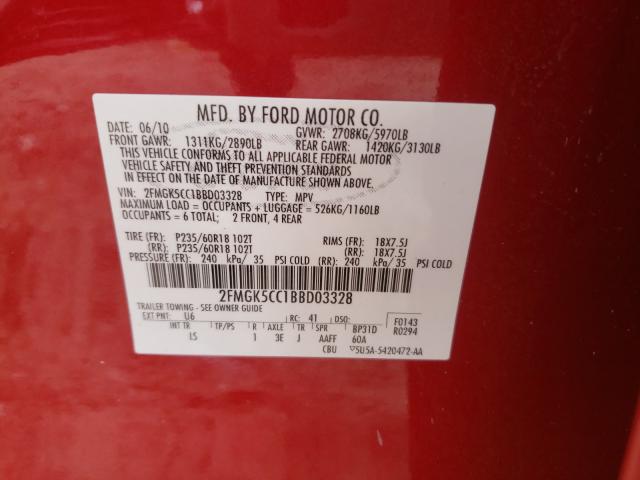 MFD. BY FORD MOTOR CO.
DATE: 06/10 GVWR: 2708KG/5970LB
FRONT GAWR: 1311KG/2890LB REAR GAWR: 1420KG/3130LB
THIS VEHICLE CONFORMS TO ALL APPLICABLE FEDERAL MOTOR
VEHICLE SAFETY AND THEFT PREVENTION STANDARDS
IN EFFECT ON THE DATE OF MANUFACTURE SHOWN ABOVE.
VIN: 2FMGK5CC1BBD03328 TYPE: MPV
MAXIMUM LOAD = OCCUPANTS + LUGGAGE = 526KG/1160LB
OCCUPANTS = 6 TOTAL; 2 FRONT, 4 REAR
TIRE (FR): P235/60R18 102T RIMS (FR): 18X7.5J
(RR): P235/60R18 102T (RR): 18X7.5J
PRESSURE (FR): 240 kPa/ 35 PSI COLD (RR): 240 kPa/ 35 PSI COLD
2FMGK5CC1BBD03328
TRAILER TOWING - SEE OWNER GUIDE
EXT PNT: U6 RC: 41 DSO: F0143
INT TR TP/PS R AXLE TR SPR BP31D R0294
LS 1 3E J AAFF 60A
CBU 5U5A-5420472-AA